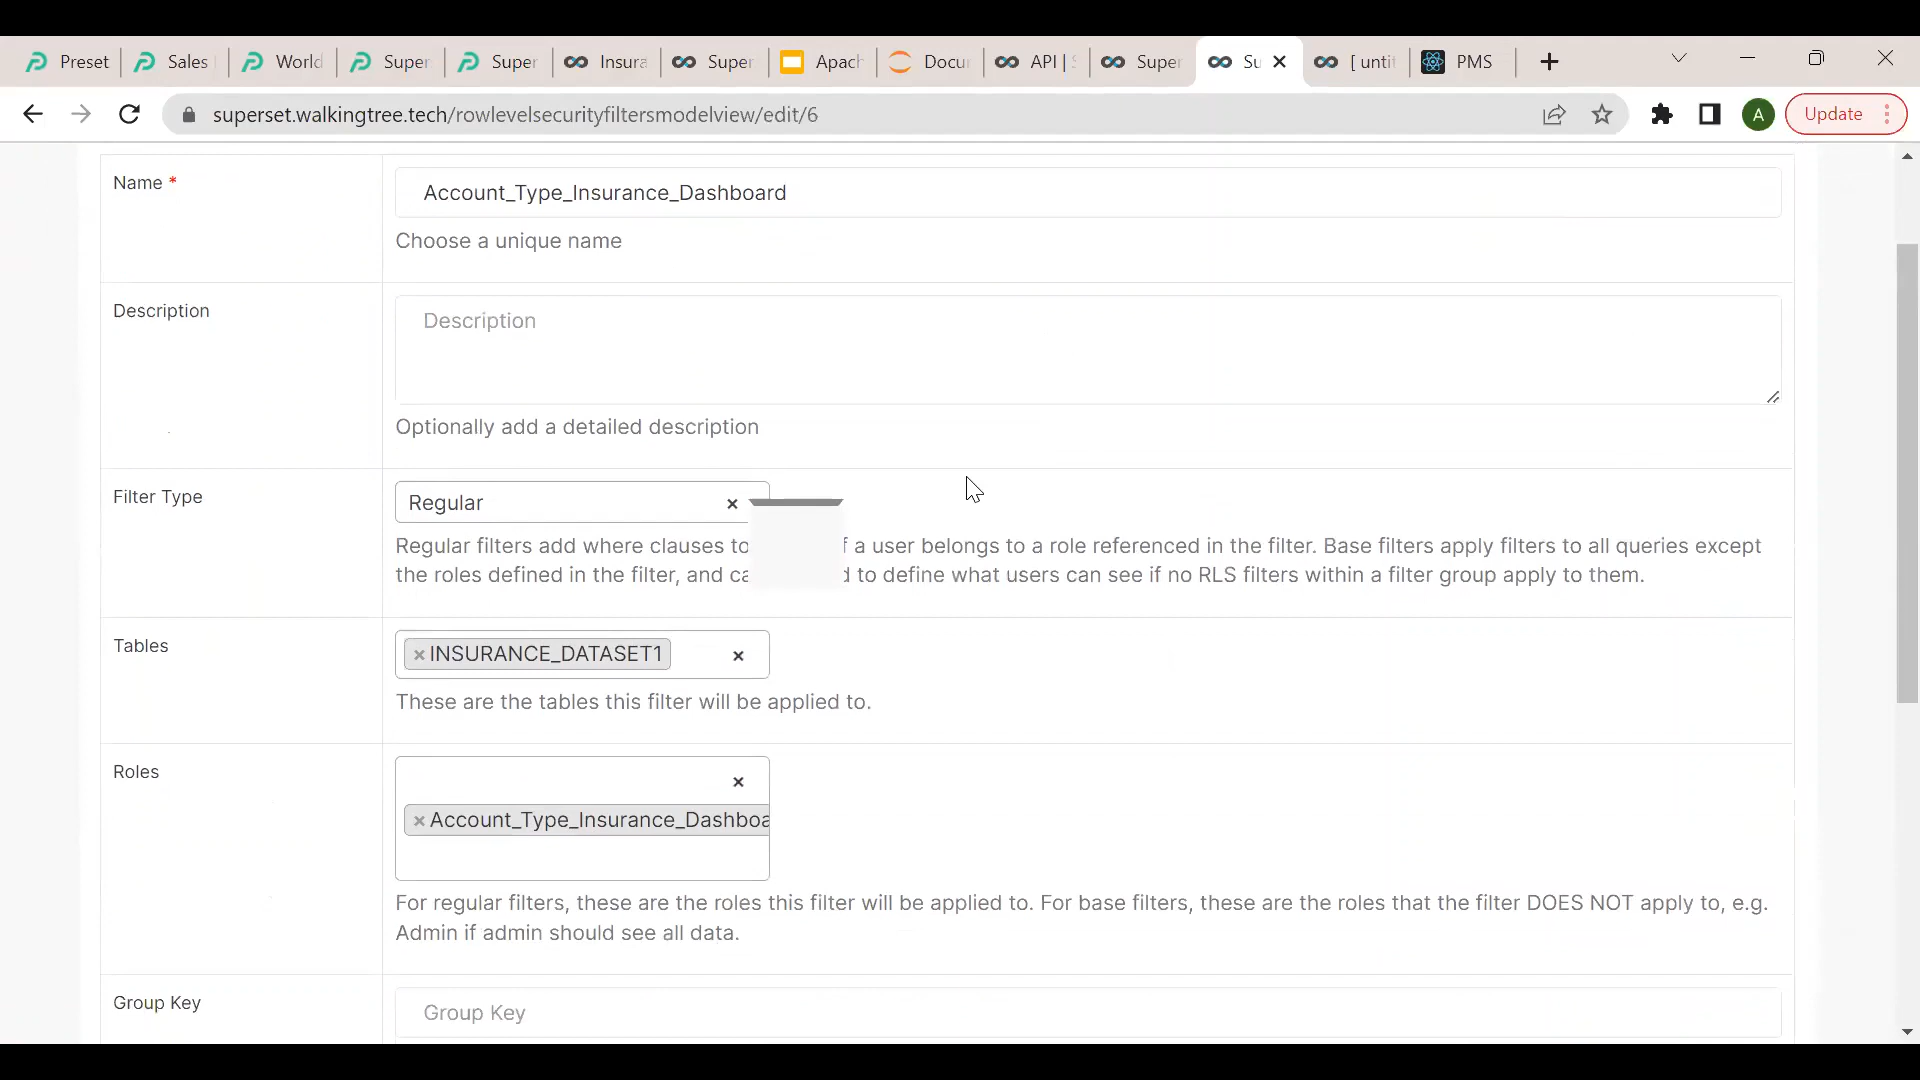 Preset
Sales
World
Super
Super
Insura
Super
Apach
Docu
API | S
Super
Su
[ untit
PMS
superset.walkingtree.tech/rowlevelsecurityfiltersmodelview/edit/6
A
Update
Name *
Account_Type_Insurance_Dashboard
Choose a unique name
Description
Description
Optionally add a detailed description
Filter Type
Regular
Regular filters add where clauses to f a user belongs to a role referenced in the filter. Base filters apply filters to all queries except
the roles defined in the filter, and ca d to define what users can see if no RLS filters within a filter group apply to them.
Tables
INSURANCE_DATASET1
These are the tables this filter will be applied to.
Roles
Account_Type_Insurance_Dashboa
For regular filters, these are the roles this filter will be applied to. For base filters, these are the roles that the filter DOES NOT apply to, e.g.
Admin if admin should see all data.
Group Key
Group Key